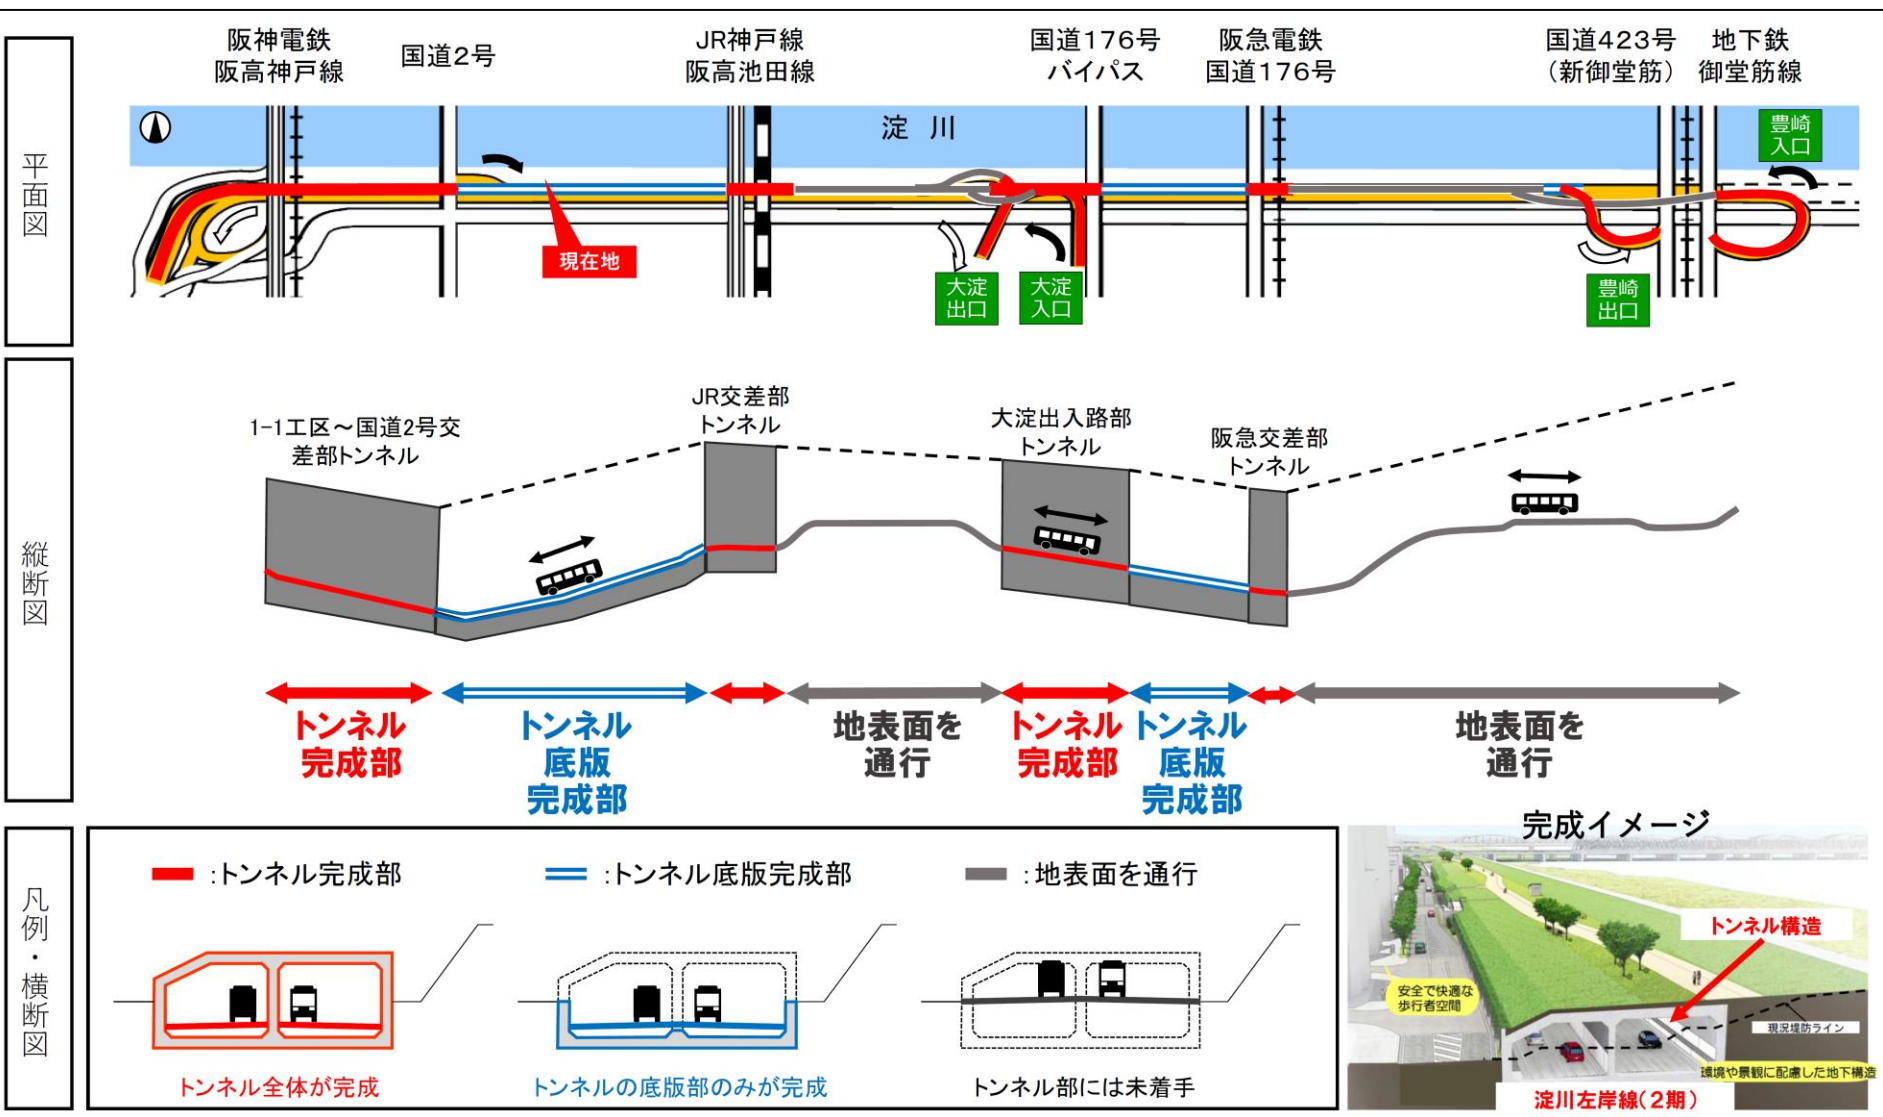 阪神電鉄
阪高神戸線
国道2号
JR神戸線
阪高池田線
国道176号
バイパス
阪急電鉄
国道176号
国道423号
(新御堂筋)
地下鉄
御堂筋線
平面図
淀 川
豊崎
入口
現在地
大淀
出口
大淀
入口
豊崎
出口
縦断図
1-1工区～国道2号交
差部トンネル
JR交差部
トンネル
大淀出入路部
トンネル
阪急交差部
トンネル
トンネル
完成部
トンネル
底版
完成部
地表面を
通行
トンネル
完成部
トンネル
底版
完成部
地表面を
通行
凡例・横断図
:トンネル完成部
:トンネル底版完成部
:地表面を通行
トンネル全体が完成
トンネルの底版部のみが完成
トンネル部には未着手
完成イメージ
トンネル構造
安全で快適な
歩行者空間
現況堤防ライン
環境や景観に配慮した地下構造
淀川左岸線(2期)